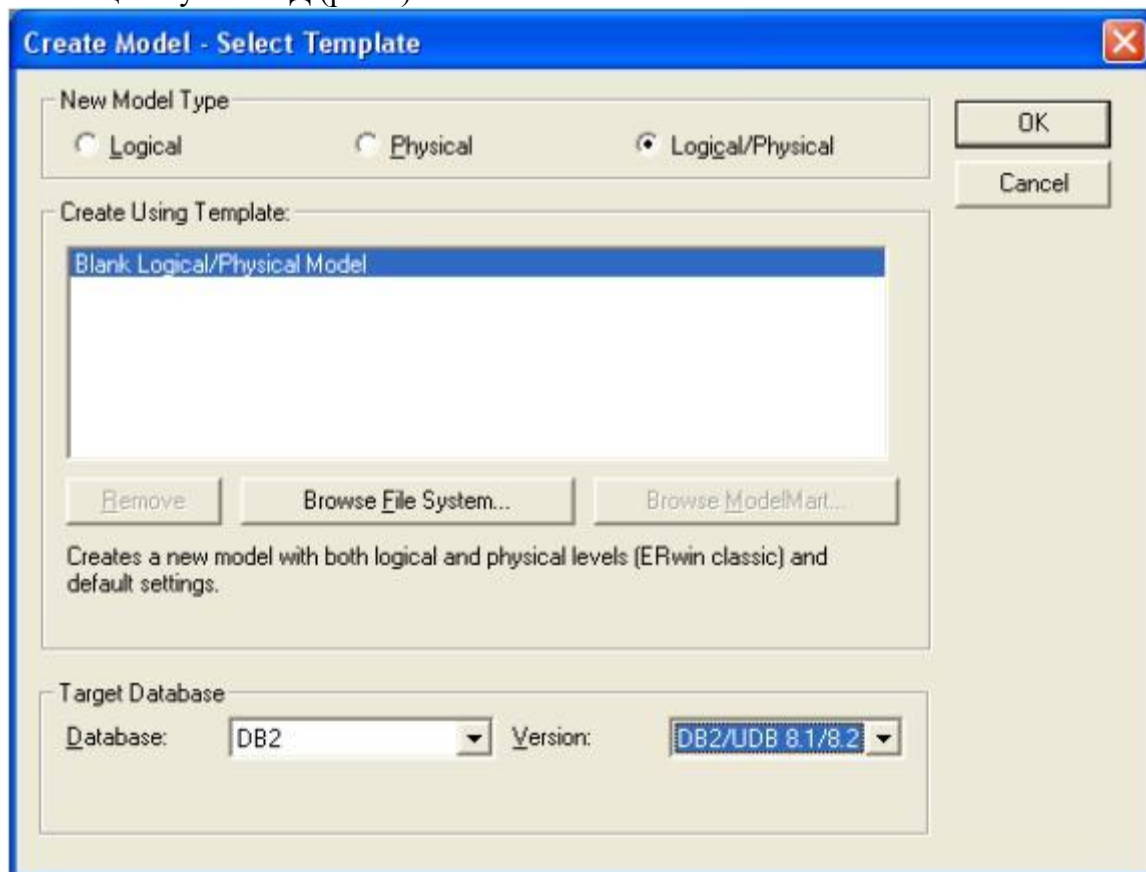 Create Model - Select Template
New Model Type
Logical
Physical
Logical/Physical
OK
Cancel
Create Using Template:
Blank Logical/Physical Model
Remove
Browse File System...
Browse ModelMart...
Creates a new model with both logical and physical levels (ERwin classic) and
default settings.
Target Database
Database:
DB2
Version:
DB2/UDB 8.1/8.2